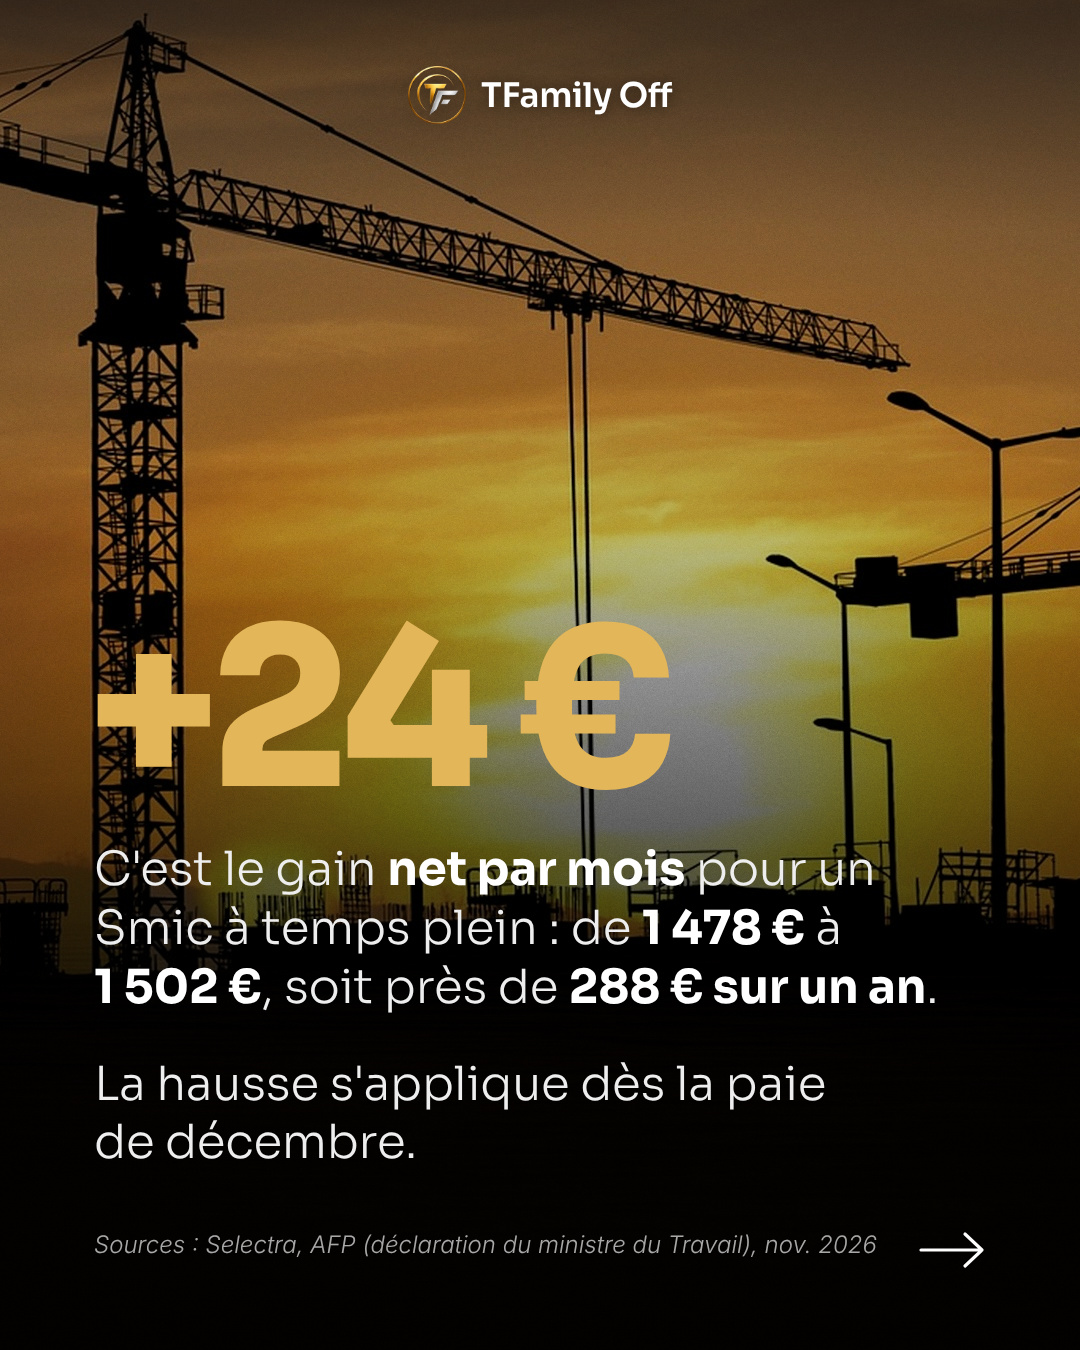 TFamily Off
+24 €
C'est le gain net par mois pour un
Smic à temps plein : de 1 478 € à
1 502 €, soit près de 288 € sur un an.
La hausse s'applique dès la paie
de décembre.
Sources : Selectra, AFP (déclaration du ministre du Travail), nov. 2026